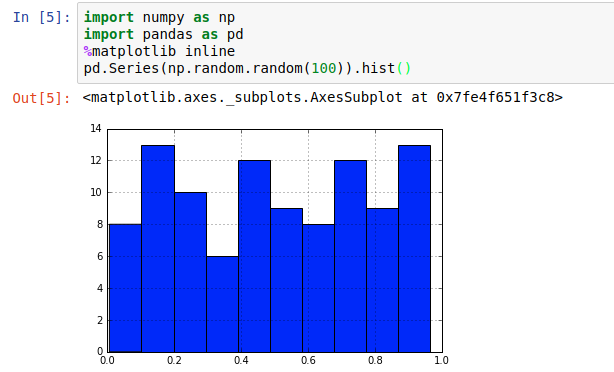 In [5]: import numpy as np
import pandas as pd
%matplotlib inline
pd.Series(np.random.random(100)).hist()
Out[5]: <matplotlib.axes._subplots.AxesSubplot at 0x7fe4f651f3c8>
14
12
10
8
6
4
2
0
0.0 0.2 0.4 0.6 0.8 1.0